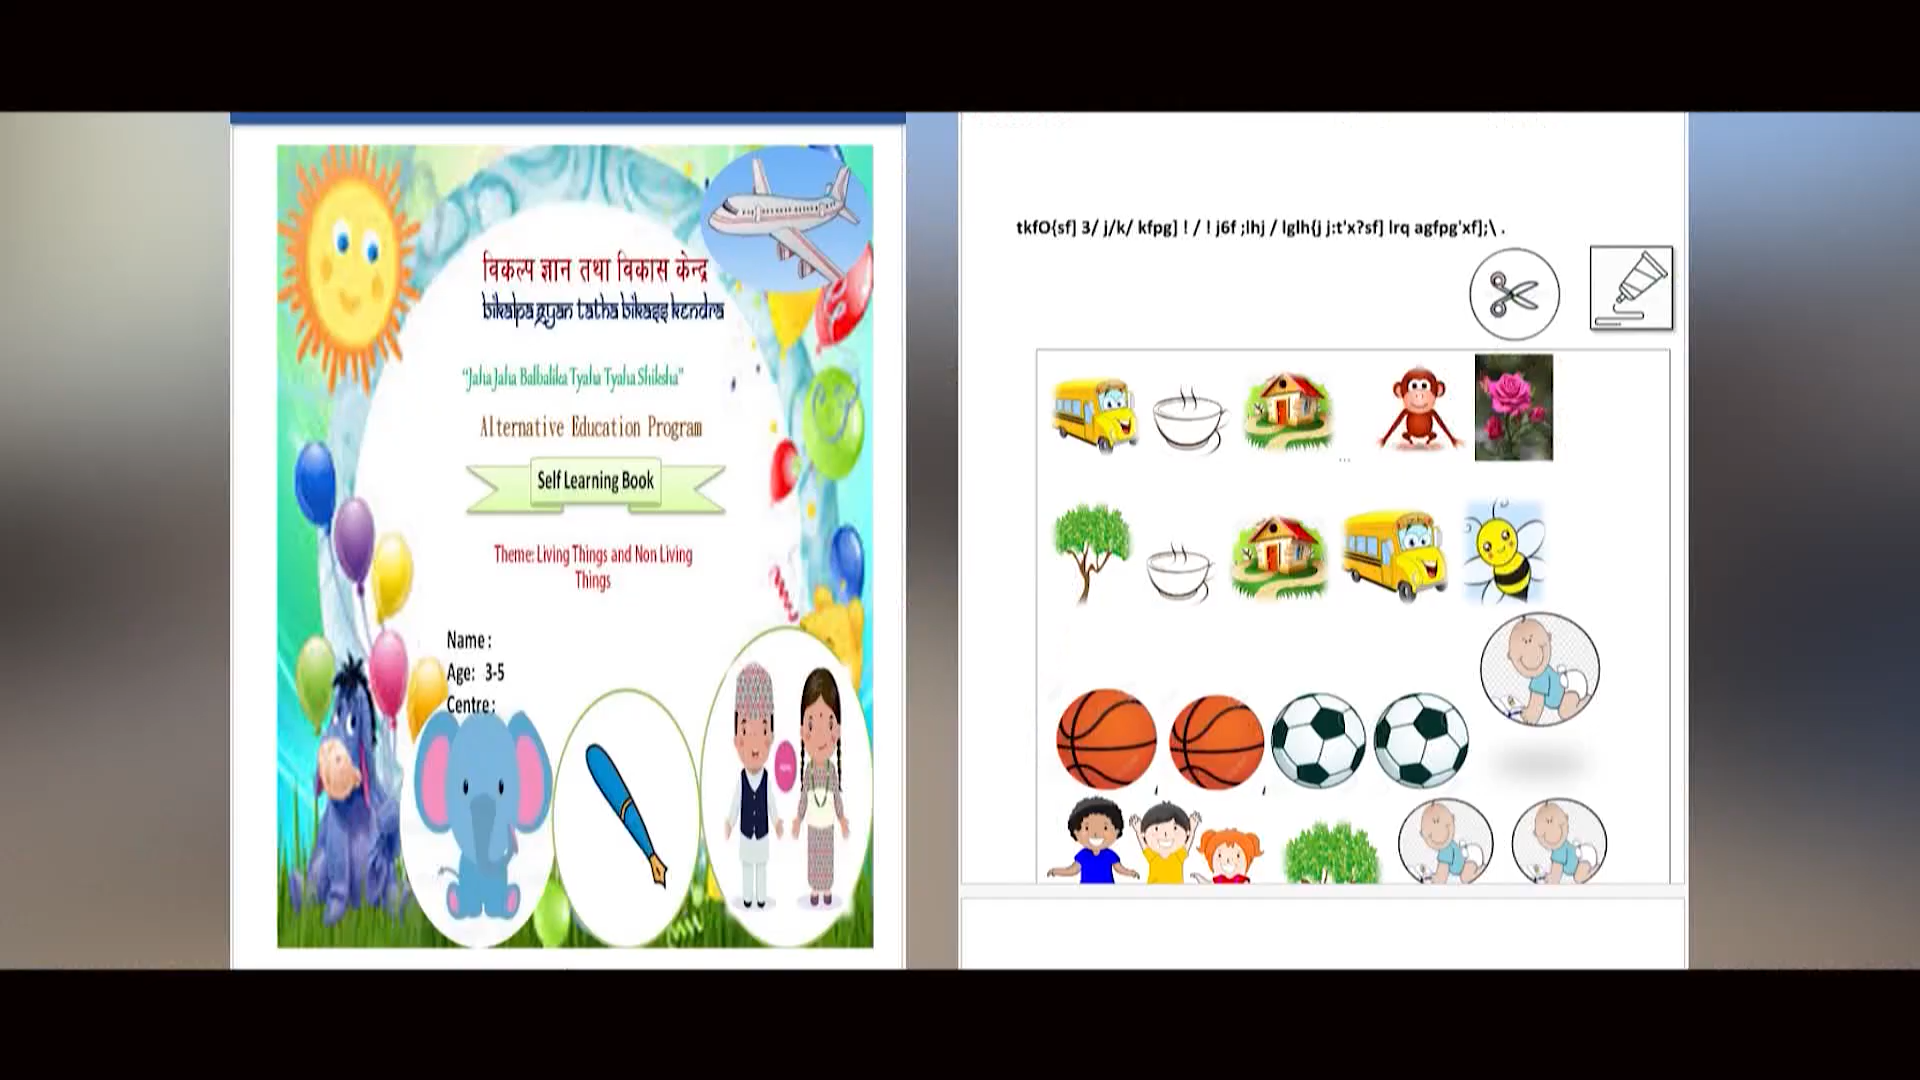 विकल्प ज्ञान तथा विकास केन्द्र
bikalpa gyan tatha bikass kendra
“Jaha Jaha Balbalika Tyaha Tyaha Shiksha”
Alternative Education Program
Self Learning Book
Theme: Living Things and Non Living
Things
Name :
Age: 3-5
Centre :
tkfO{sf] 3/ j/k/ kfpg] ! / ! j6f ;lhj / lglh{j j:t'x?sf] lrq agfpg'xf];\ .